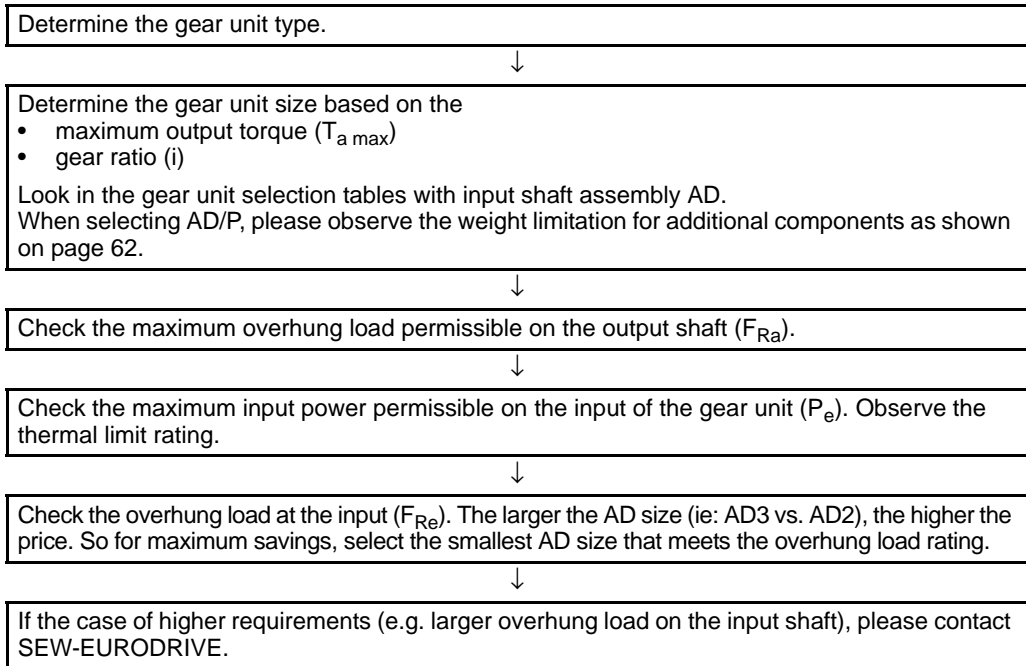 Determine the gear unit type.
↓
Determine the gear unit size based on the
• maximum output torque (Ta max)
• gear ratio (i)
Look in the gear unit selection tables with input shaft assembly AD.
When selecting AD/P, please observe the weight limitation for additional components as shown
on page 62.
↓
Check the maximum overhung load permissible on the output shaft (FRa).
↓
Check the maximum input power permissible on the input of the gear unit (Pe). Observe the
thermal limit rating.
↓
Check the overhung load at the input (FRe). The larger the AD size (ie: AD3 vs. AD2), the higher the
price. So for maximum savings, select the smallest AD size that meets the overhung load rating.
↓
If the case of higher requirements (e.g. larger overhung load on the input shaft), please contact
SEW-EURODRIVE.